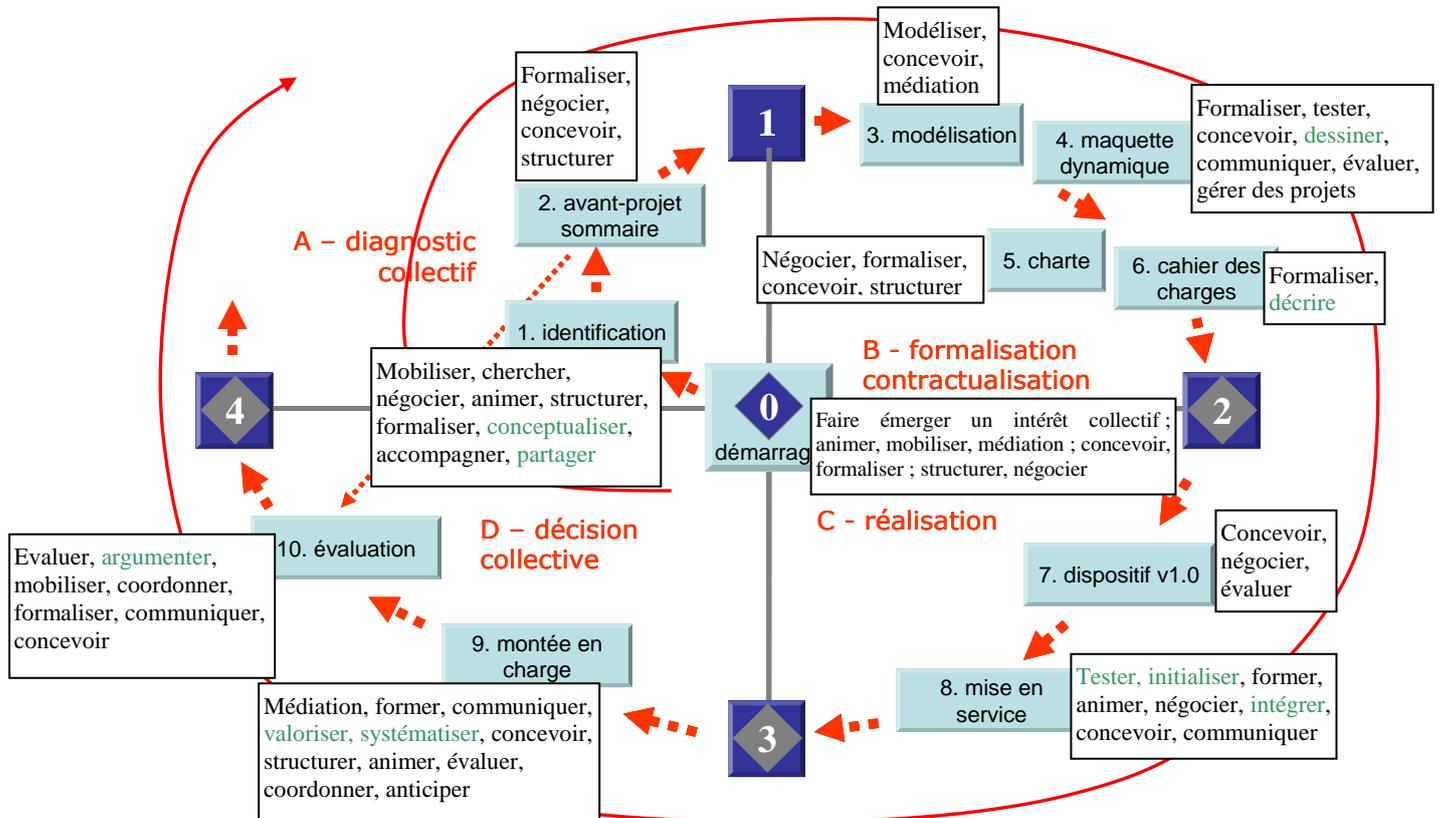 Modéliser,
concevoir,
médiation
Formaliser,
négocier,
concevoir,
structurer
1
3. modélisation
4. maquette
dynamique
Formaliser, tester,
concevoir, dessiner,
communiquer, évaluer,
gérer des projets
2. avant-projet
sommaire
A – diagnostic
collectif
Négocier, formaliser,
concevoir, structurer
5. charte
6. cahier des
charges
Formaliser,
décrire
1. identification
B - formalisation
contractualisation
Mobiliser, chercher,
négocier, animer, structurer,
formaliser, conceptualiser,
accompagner, partager
4
0
démarrag
Faire émerger un intérêt collectif ;
animer, mobiliser, médiation ; concevoir,
formaliser ; structurer, négocier
2
D – décision
collective
C - réalisation
10. évaluation
Evaluer, argumenter,
mobiliser, coordonner,
formaliser, communiquer,
concevoir
7. dispositif v1.0
Concevoir,
négocier,
évaluer
9. montée en
charge
8. mise en
service
Tester, initialiser, former,
animer, négocier, intégrer,
concevoir, communiquer
3
Médiation, former, communiquer,
valoriser, systématiser, concevoir,
structurer, animer, évaluer,
coordonner, anticiper